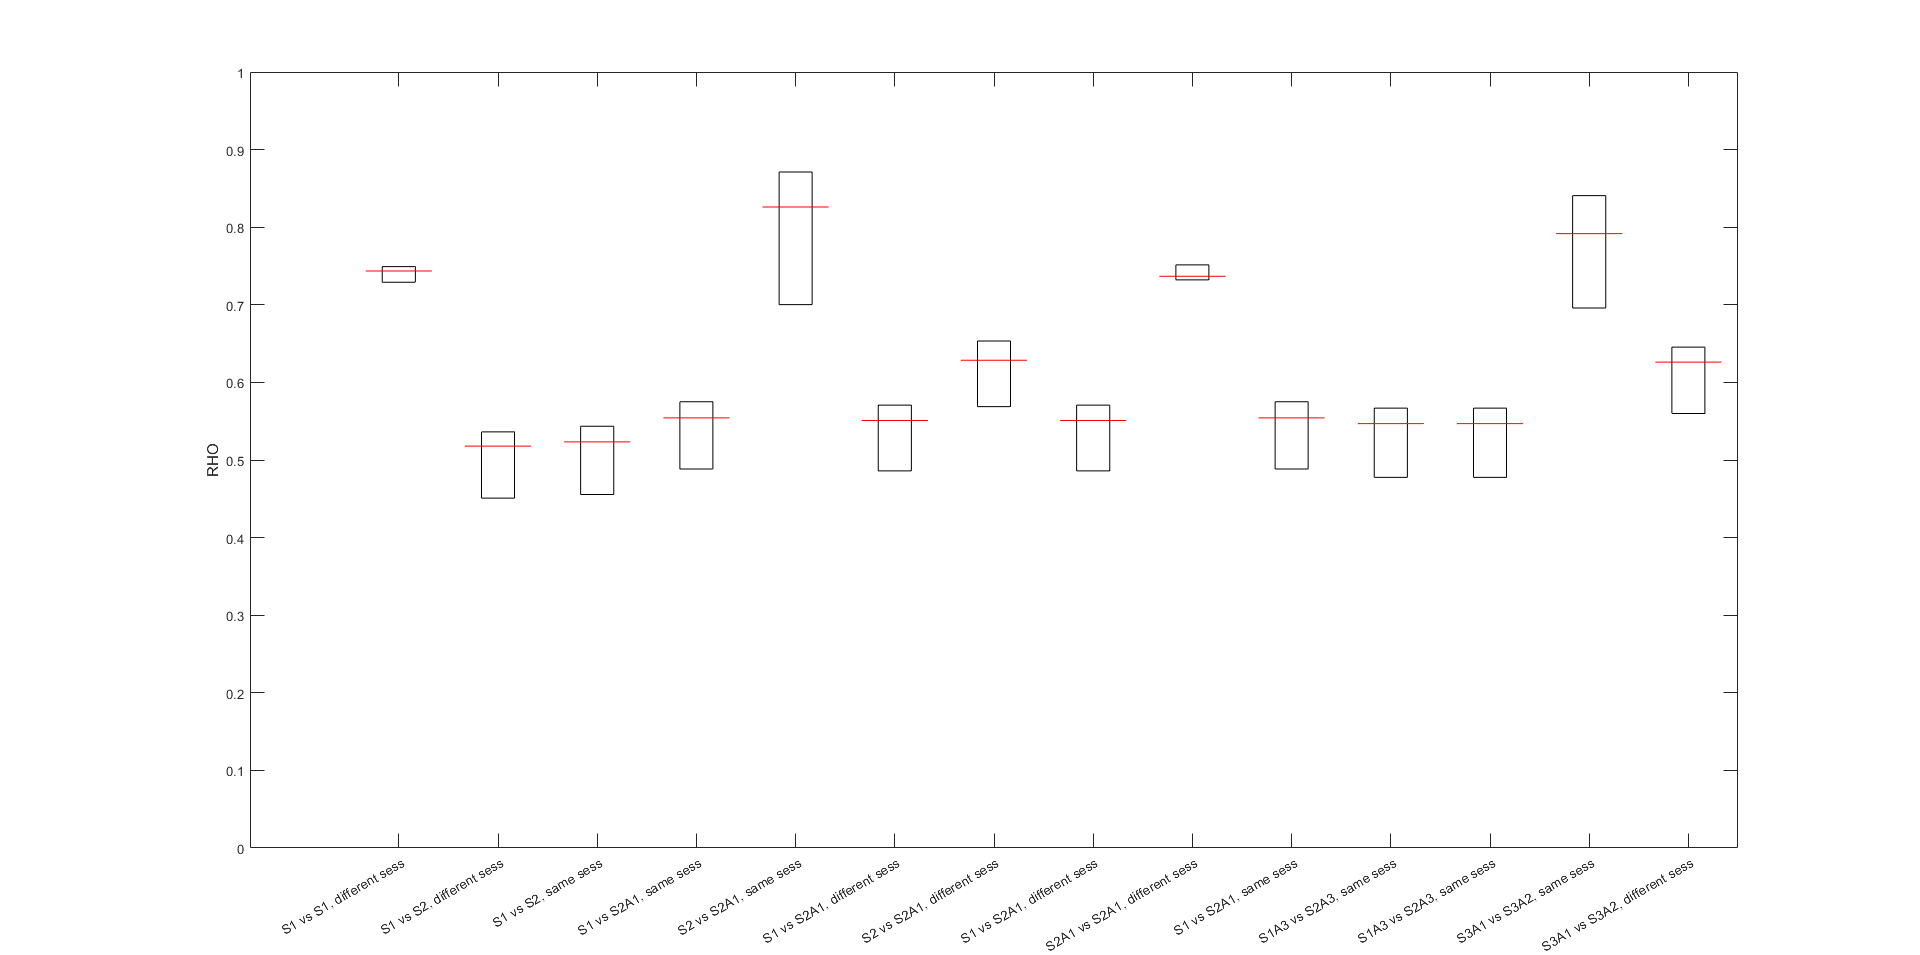 1
0.9
0.8
0.7
0.6
0.5
0.4
0.3
0.2
0.1
0
RHO
S1 vs S1, different sess
S1 vs S2, different sess
S1 vs S2, same sess
S1 vs S2A1, same sess
S2 vs S2A1, same sess
S1 vs S2A1, different sess
S2 vs S2A1, different sess
S1 vs S2A1, different sess
S2A1 vs S2A1, different sess
S1 vs S2A1, same sess
S1A3 vs S2A3, same sess
S1A3 vs S2A3, same sess
S3A1 vs S3A2, same sess
S3A1 vs S3A2, different sess